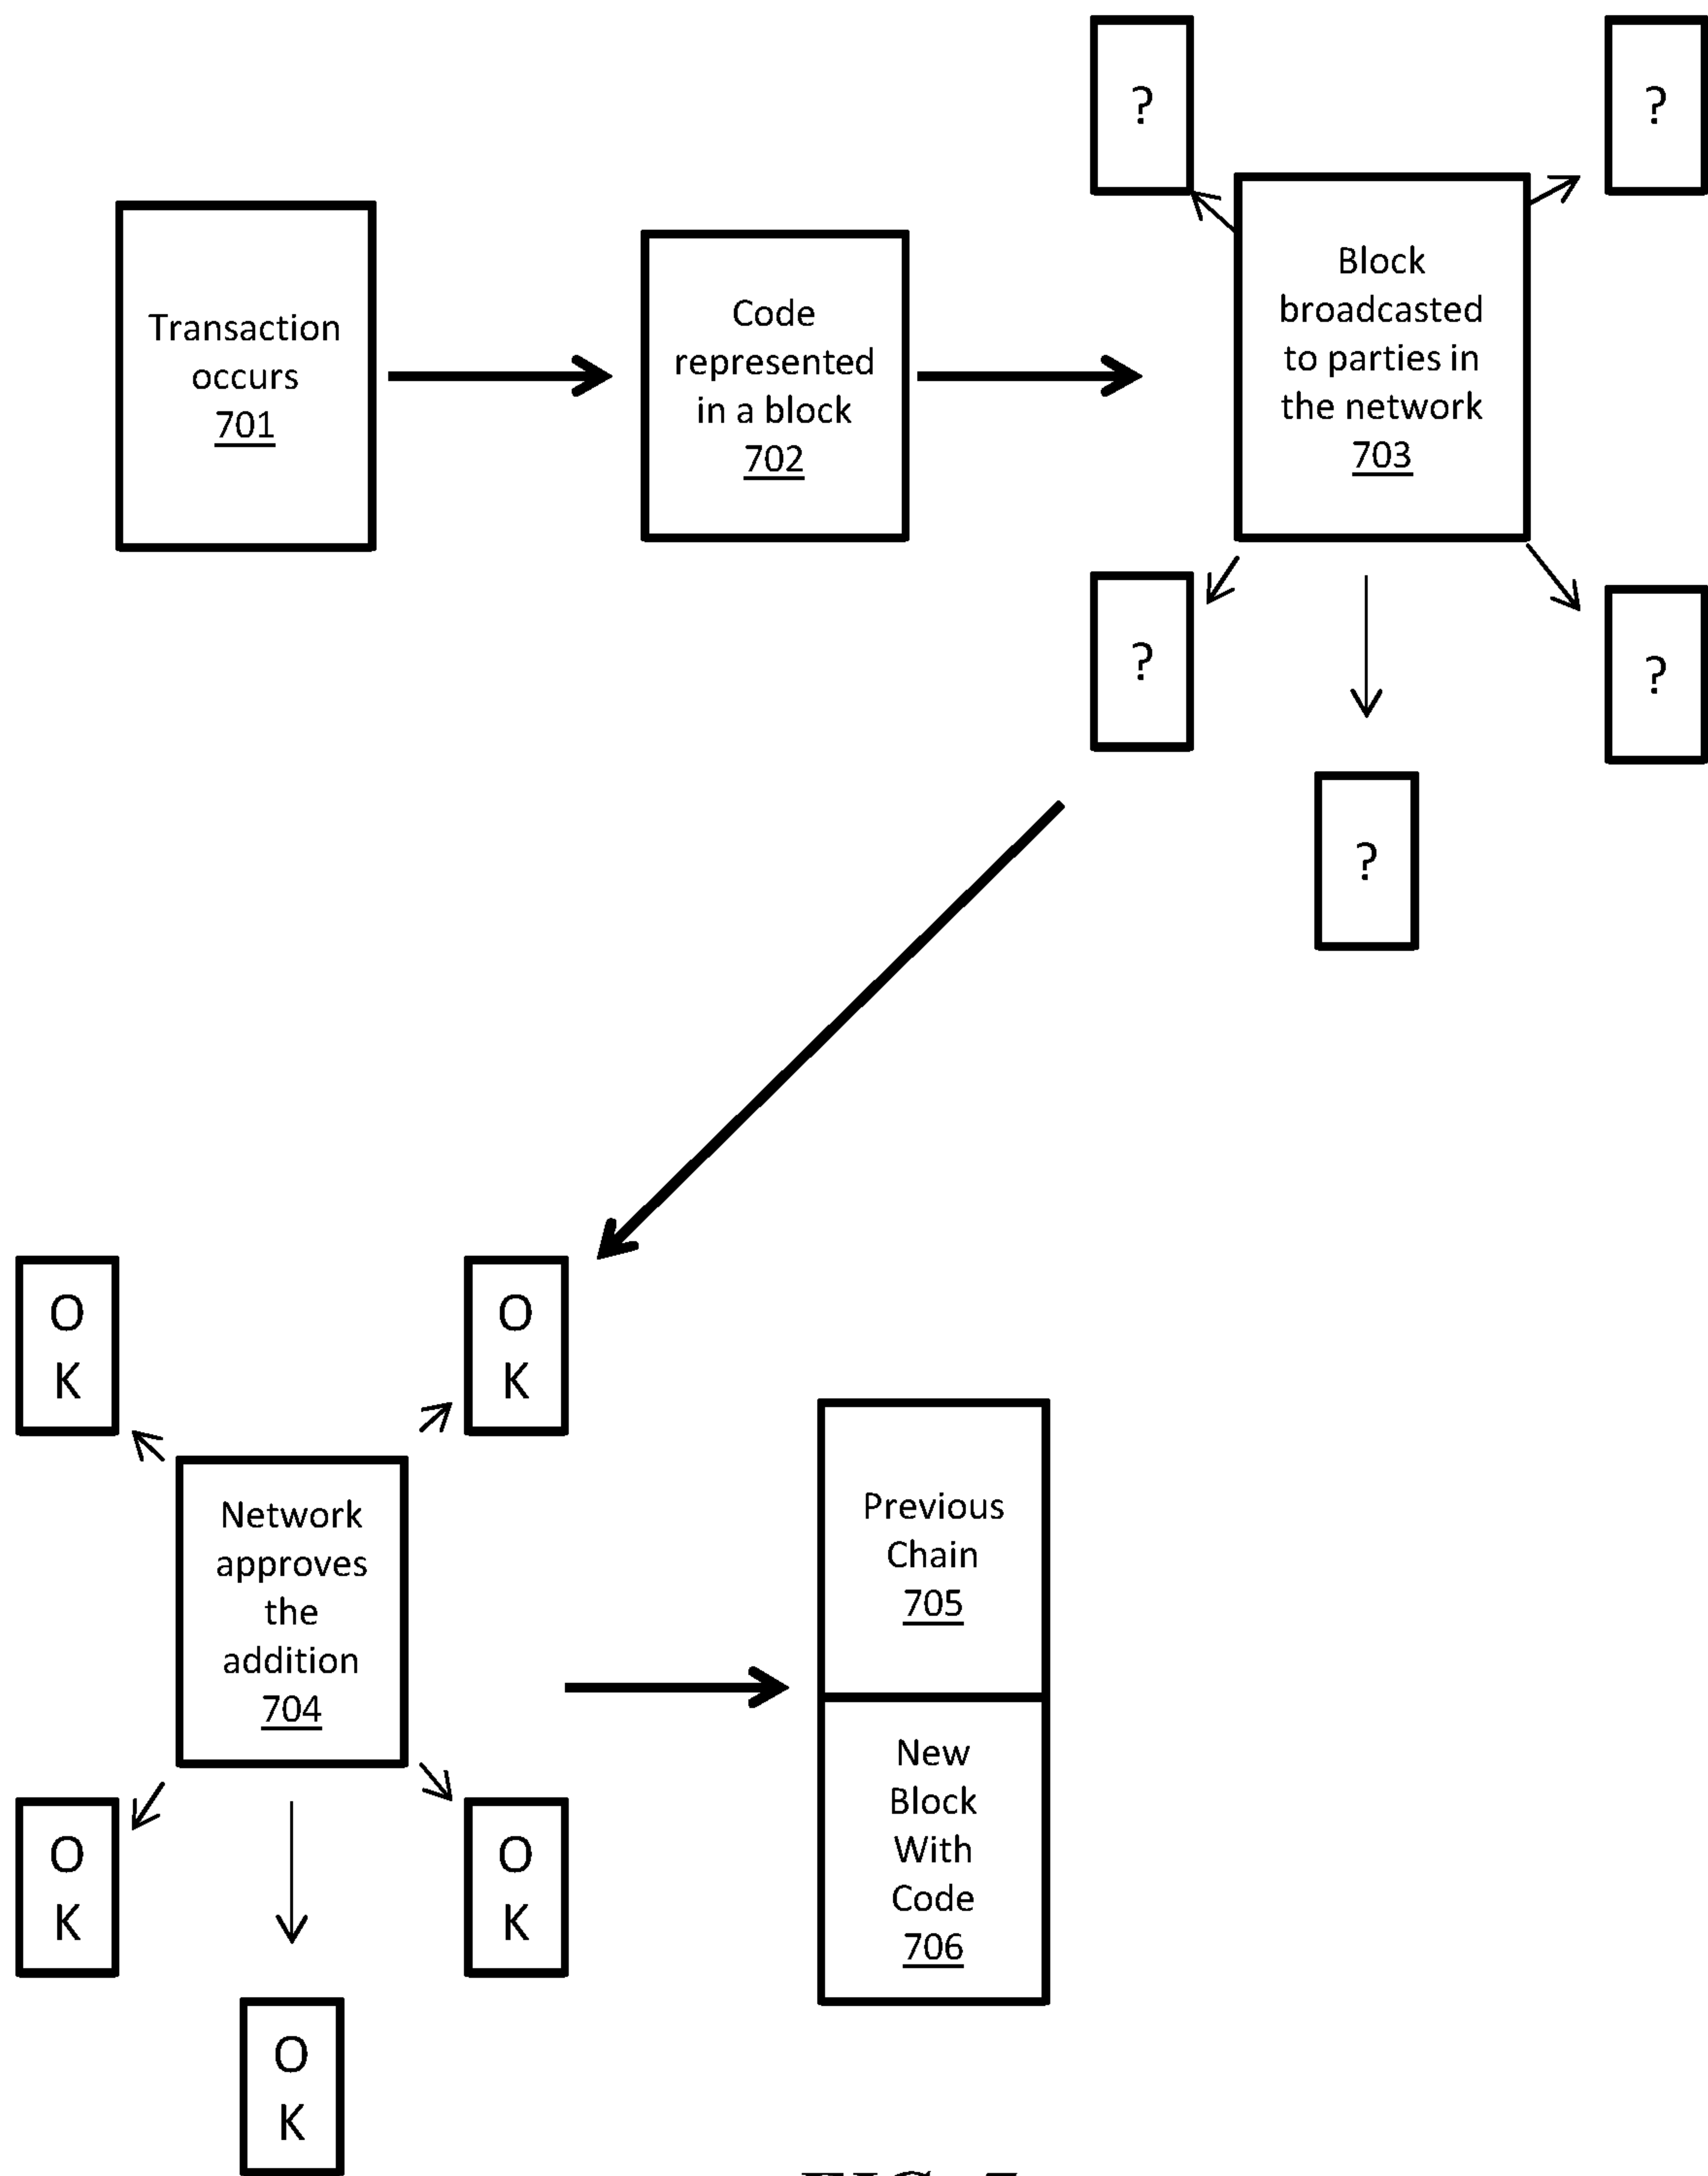 ?
?
Transaction
occurs
701
Code
represented
in a block
702
Block
broadcasted
to parties in
the network
703
?
?
?
O
K
O
K
Network
approves
the
addition
704
Previous
Chain
705
New
Block
With
Code
706
O
K
O
K
O
K